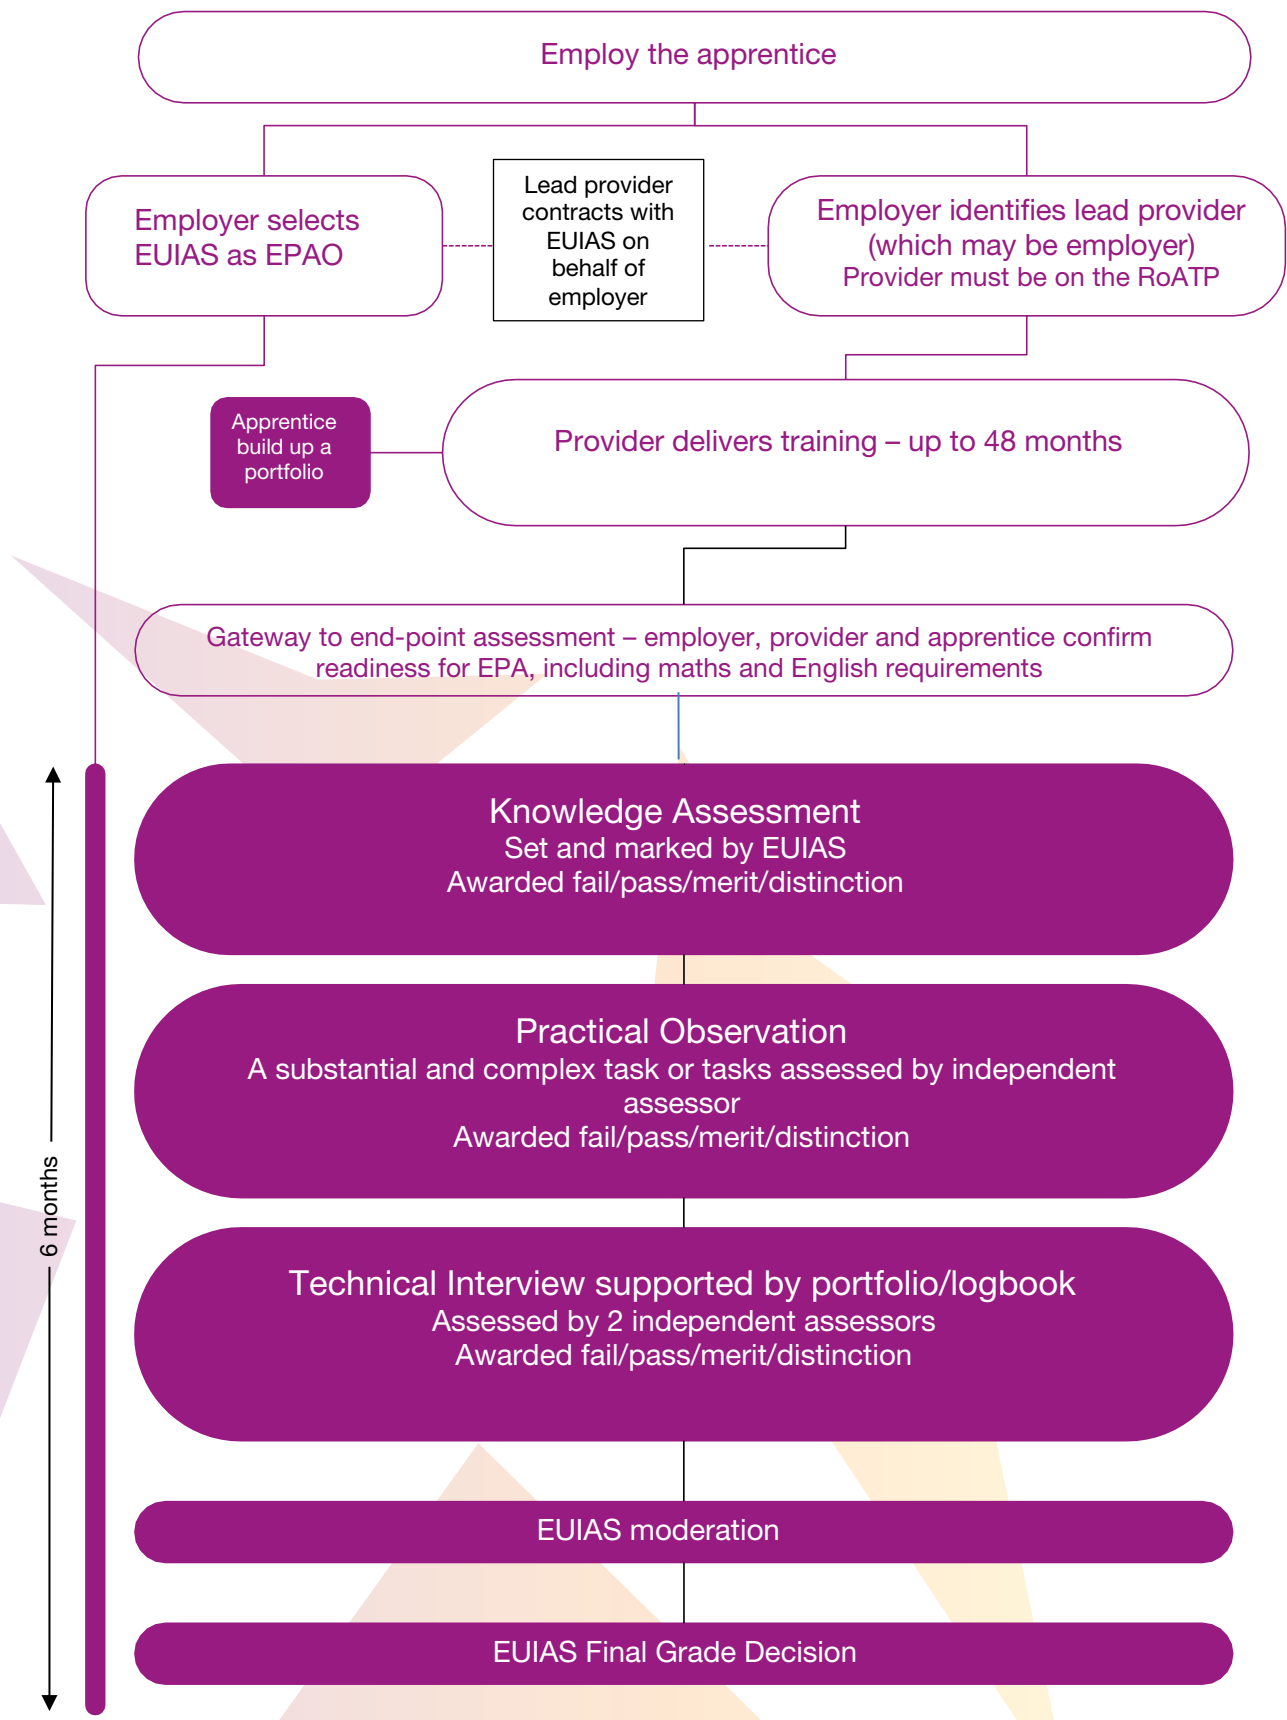 Employ the apprentice
Employer selects
EUIAS as EPAO
Lead provider
contracts with
EUIAS on
behalf of
employer
Employer identifies lead provider
(which may be employer)
Provider must be on the RoATP
Apprentice
build up a
portfolio
Provider delivers training – up to 48 months
Gateway to end-point assessment – employer, provider and apprentice confirm
readiness for EPA, including maths and English requirements
6 months
Knowledge Assessment
Set and marked by EUIAS
Awarded fail/pass/merit/distinction
Practical Observation
A substantial and complex task or tasks assessed by independent
assessor
Awarded fail/pass/merit/distinction
Technical Interview supported by portfolio/logbook
Assessed by 2 independent assessors
Awarded fail/pass/merit/distinction
EUIAS moderation
EUIAS Final Grade Decision